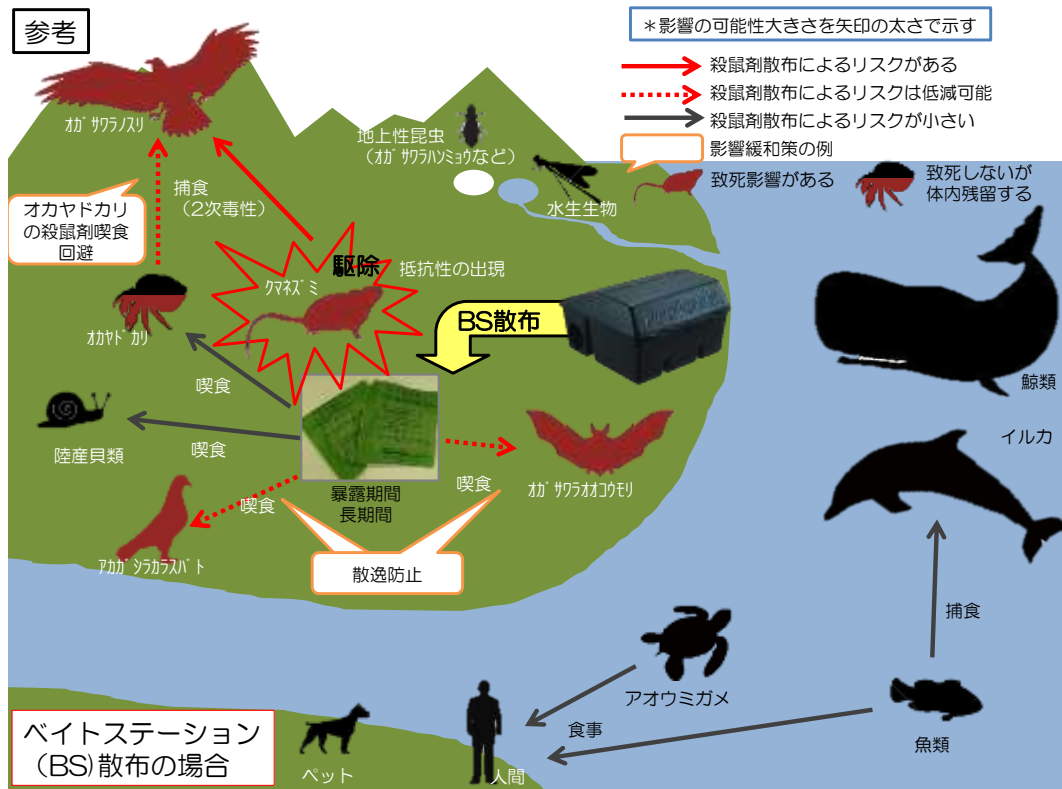 参考
＊影響の可能性大きさを矢印の太さで示す
殺鼠剤散布によるリスクがある
殺鼠剤散布によるリスクは低減可能
殺鼠剤散布によるリスクが小さい
影響緩和策の例
致死影響がある
致死しないが
体内残留する
ｵｶﾞｻﾜﾗﾉｽﾘ
地上性昆虫
（ｵｶﾞｻﾜﾗﾊﾝﾐｮｳなど）
水生生物
捕食
（2次毒性）
オカヤドカリ
の殺鼠剤喫食
回避
駆除
抵抗性の出現
ｸﾏﾈｽﾞﾐ
BS散布
ｵｶﾔﾄﾞｶﾘ
喫食
鯨類
陸産貝類
喫食
イルカ
喫食
ｵｶﾞｻﾜﾗｵｵｺｳﾓﾘ
暴露期間
長期間
喫食
ｱｶｶﾞｼﾗｶﾗｽﾊﾞﾄ
散逸防止
捕食
アオウミガメ
食事
魚類
ベイトステーション
（BS)散布の場合
ペット
人間